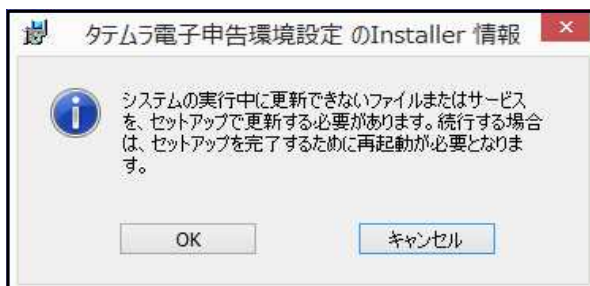 タテムラ電子申告環境設定 のInstaller 情報
システムの実行中に更新できないファイルまたはサービス
を、セットアップで更新する必要があります。続行する場合
は、セットアップを完了するために再起動が必要となりま
す。
OK
キャンセル